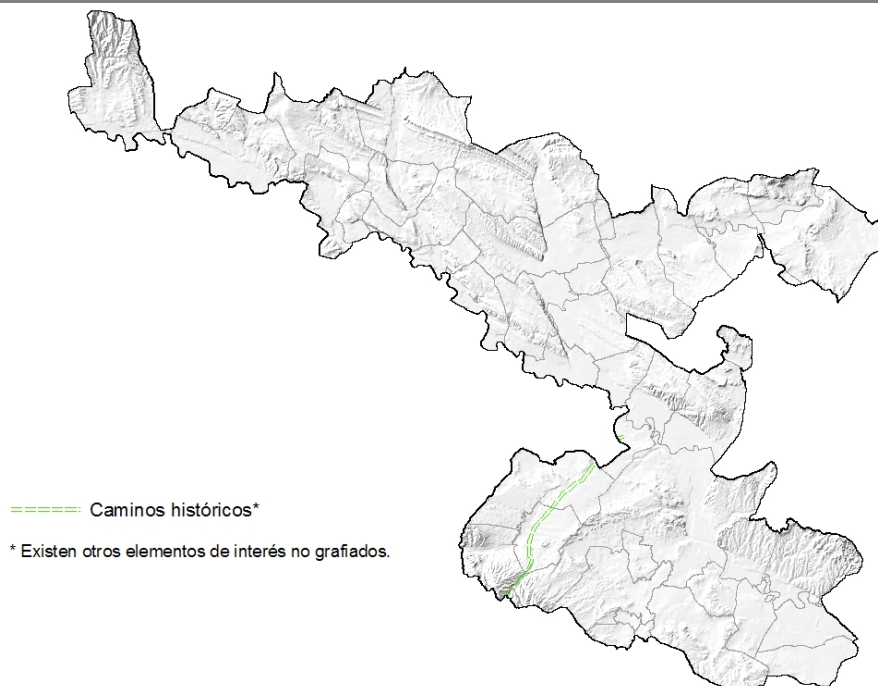 Caminos históricos*
* Existen otros elementos de interés no grafiados.